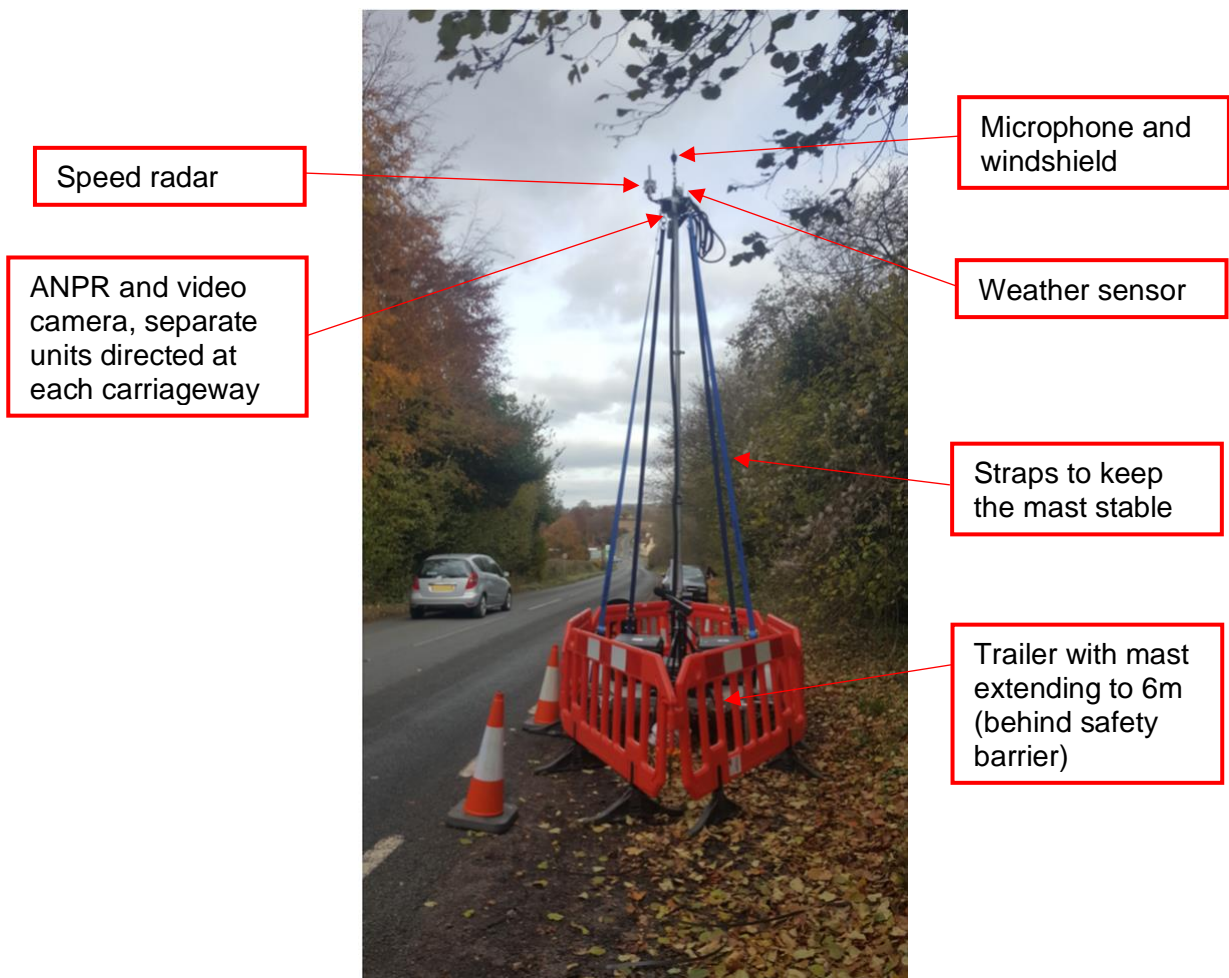 Speed radar
ANPR and video
camera, separate
units directed at
each carriageway
Microphone and
windshield
Weather sensor
Straps to keep
the mast stable
Trailer with mast
extending to 6m
(behind safety
barrier)